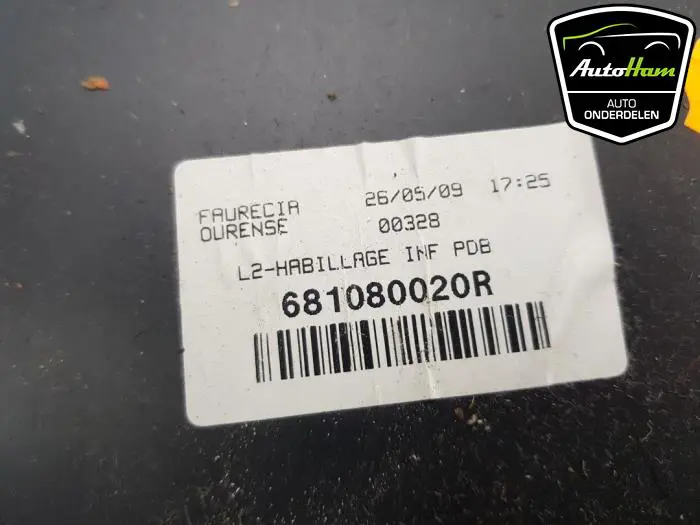 AutoHam
AUTO
ONDERDELEN
FAURECIA 26/05/09 17:25
OURENSE 00328
L2-HABILLAGE INF PDB
681080020R